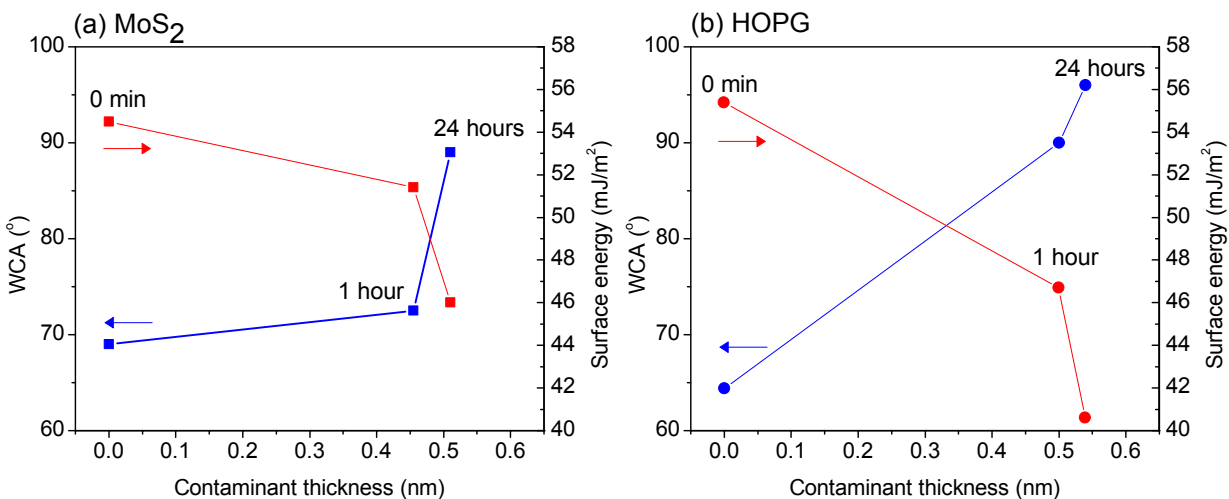 (a) MoS2
100
90
80
70
60
WCA (o)
0 min
1 hour
24 hours
58
56
54
52
50
48
46
44
42
40
Surface energy (mJ/m2)
0.0 0.1 0.2 0.3 0.4 0.5 0.6
Contaminant thickness (nm)
(b) HOPG
100
90
80
70
60
WCA (o)
0 min
24 hours
1 hour
58
56
54
52
50
48
46
44
42
40
Surface energy (mJ/m2)
0.0 0.1 0.2 0.3 0.4 0.5 0.6
Contaminant thickness (nm)